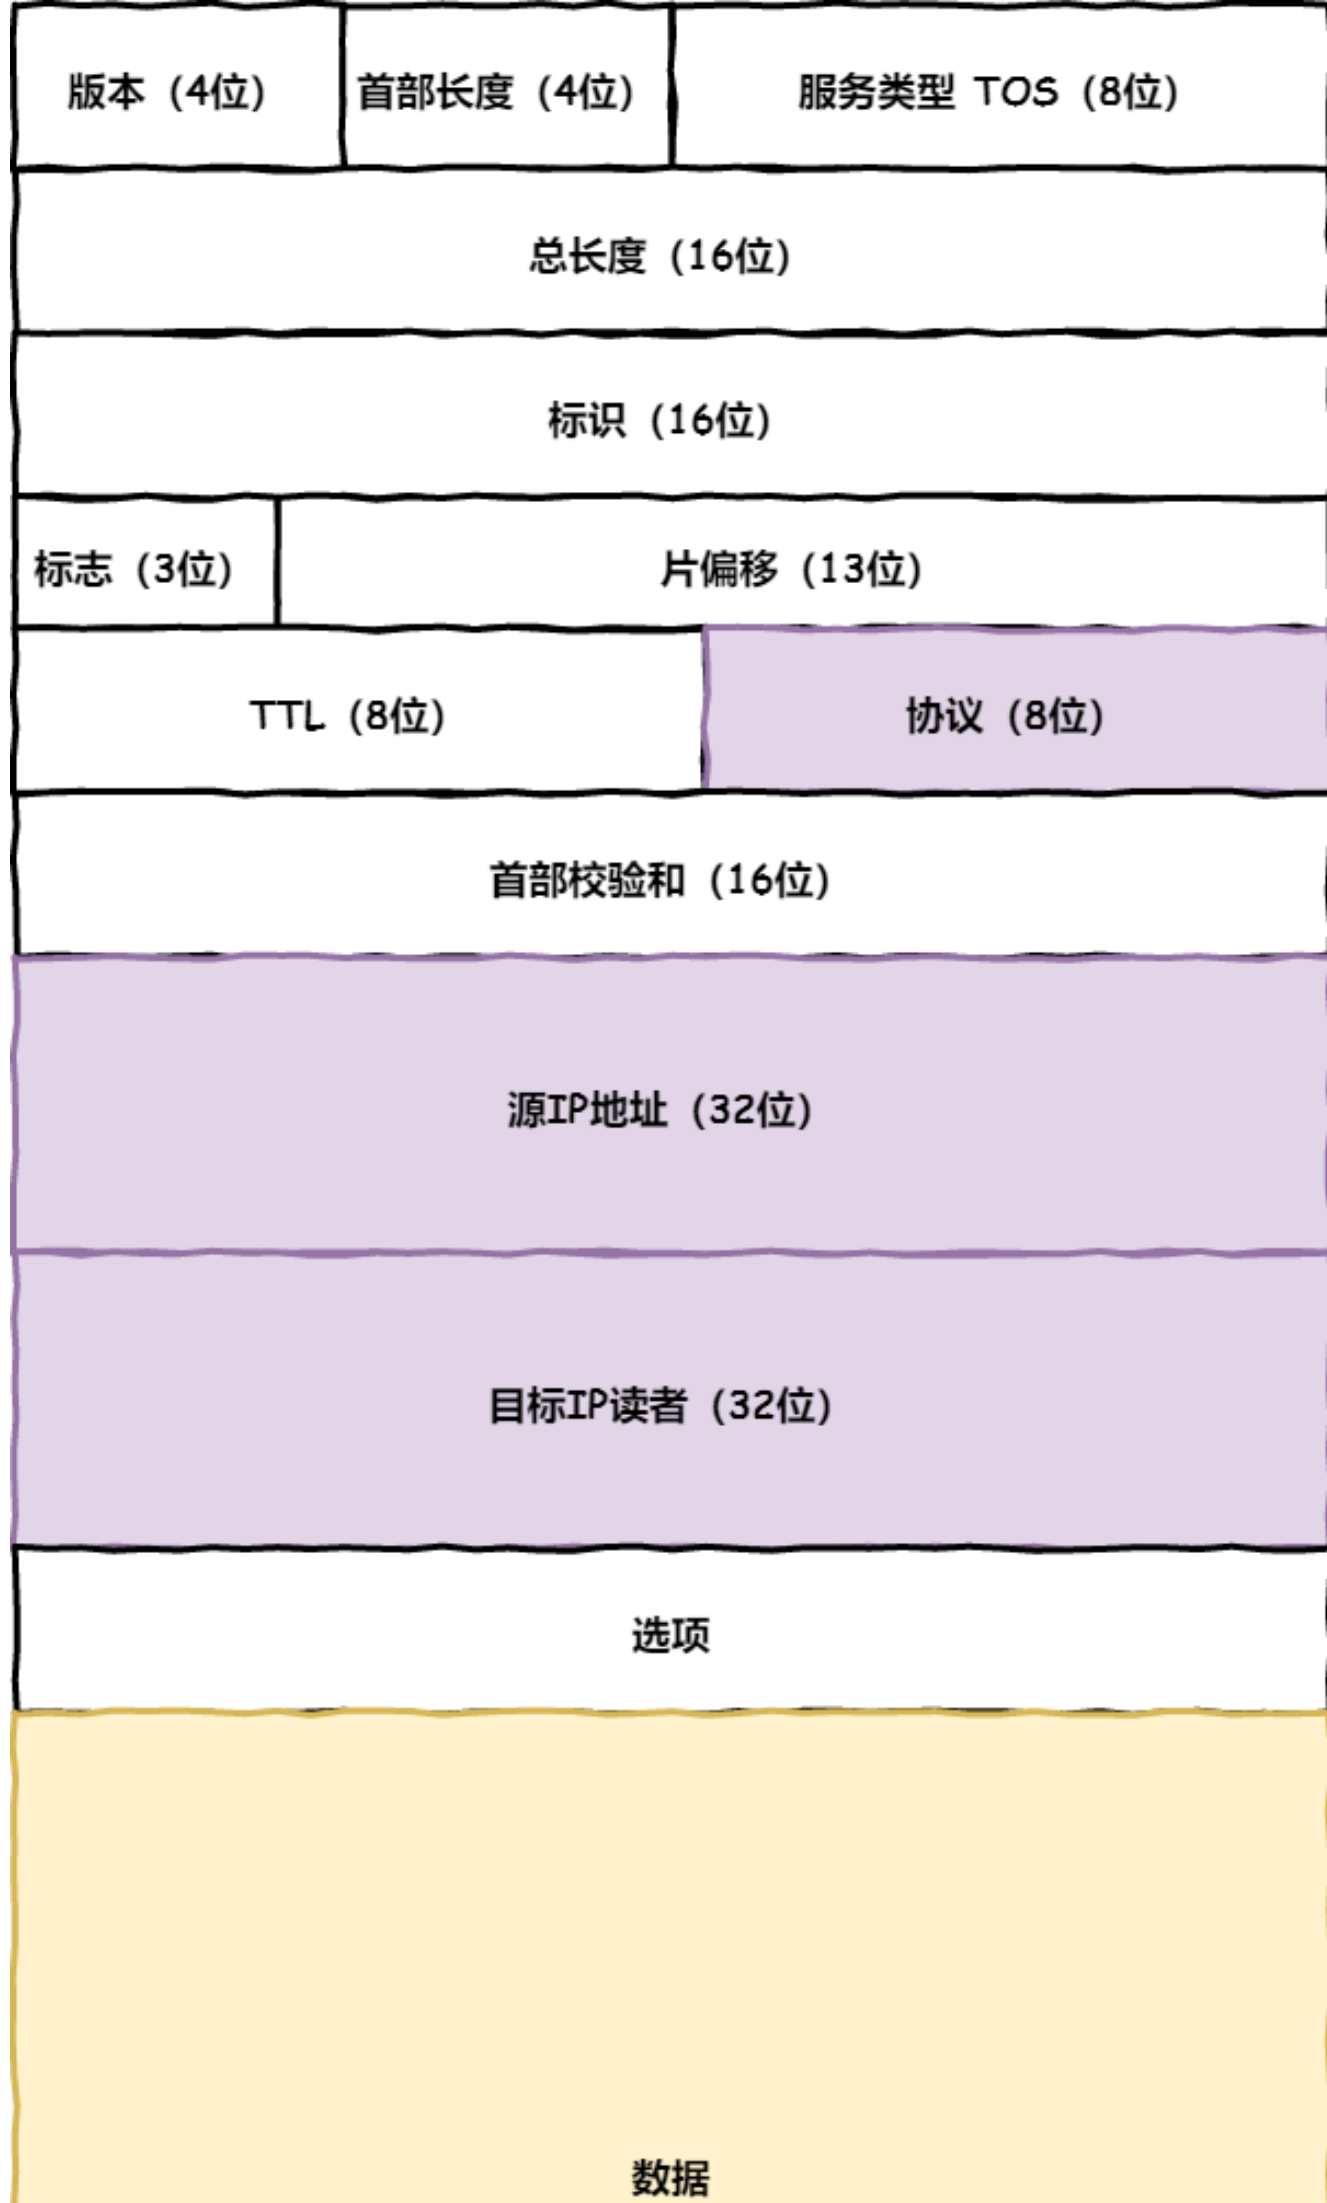 版本（4位）
首部长度（4位）
服务类型 TOS（8位）
总长度（16位）
标识（16位）
标志（3位）
片偏移（13位）
TTL（8位）
协议（8位）
首部校验和（16位）
源IP地址（32位）
目标IP读者（32位）
选项
数据